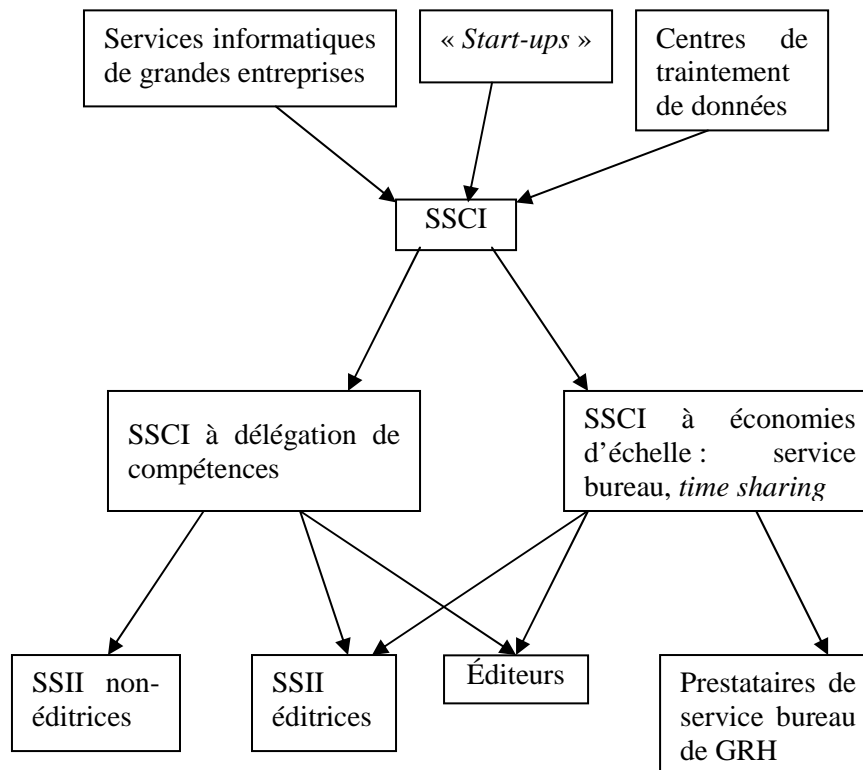 Services informatiques
de grandes entreprises
« Start-ups »
Centres de
traintement
de données
SSCI
SSCI à délégation de
compétences
SSCI à économies
d'échelle : service
bureau, time sharing
SSII non-
éditrices
SSII
éditrices
Éditeurs
Prestataires de
service bureau
de GRH